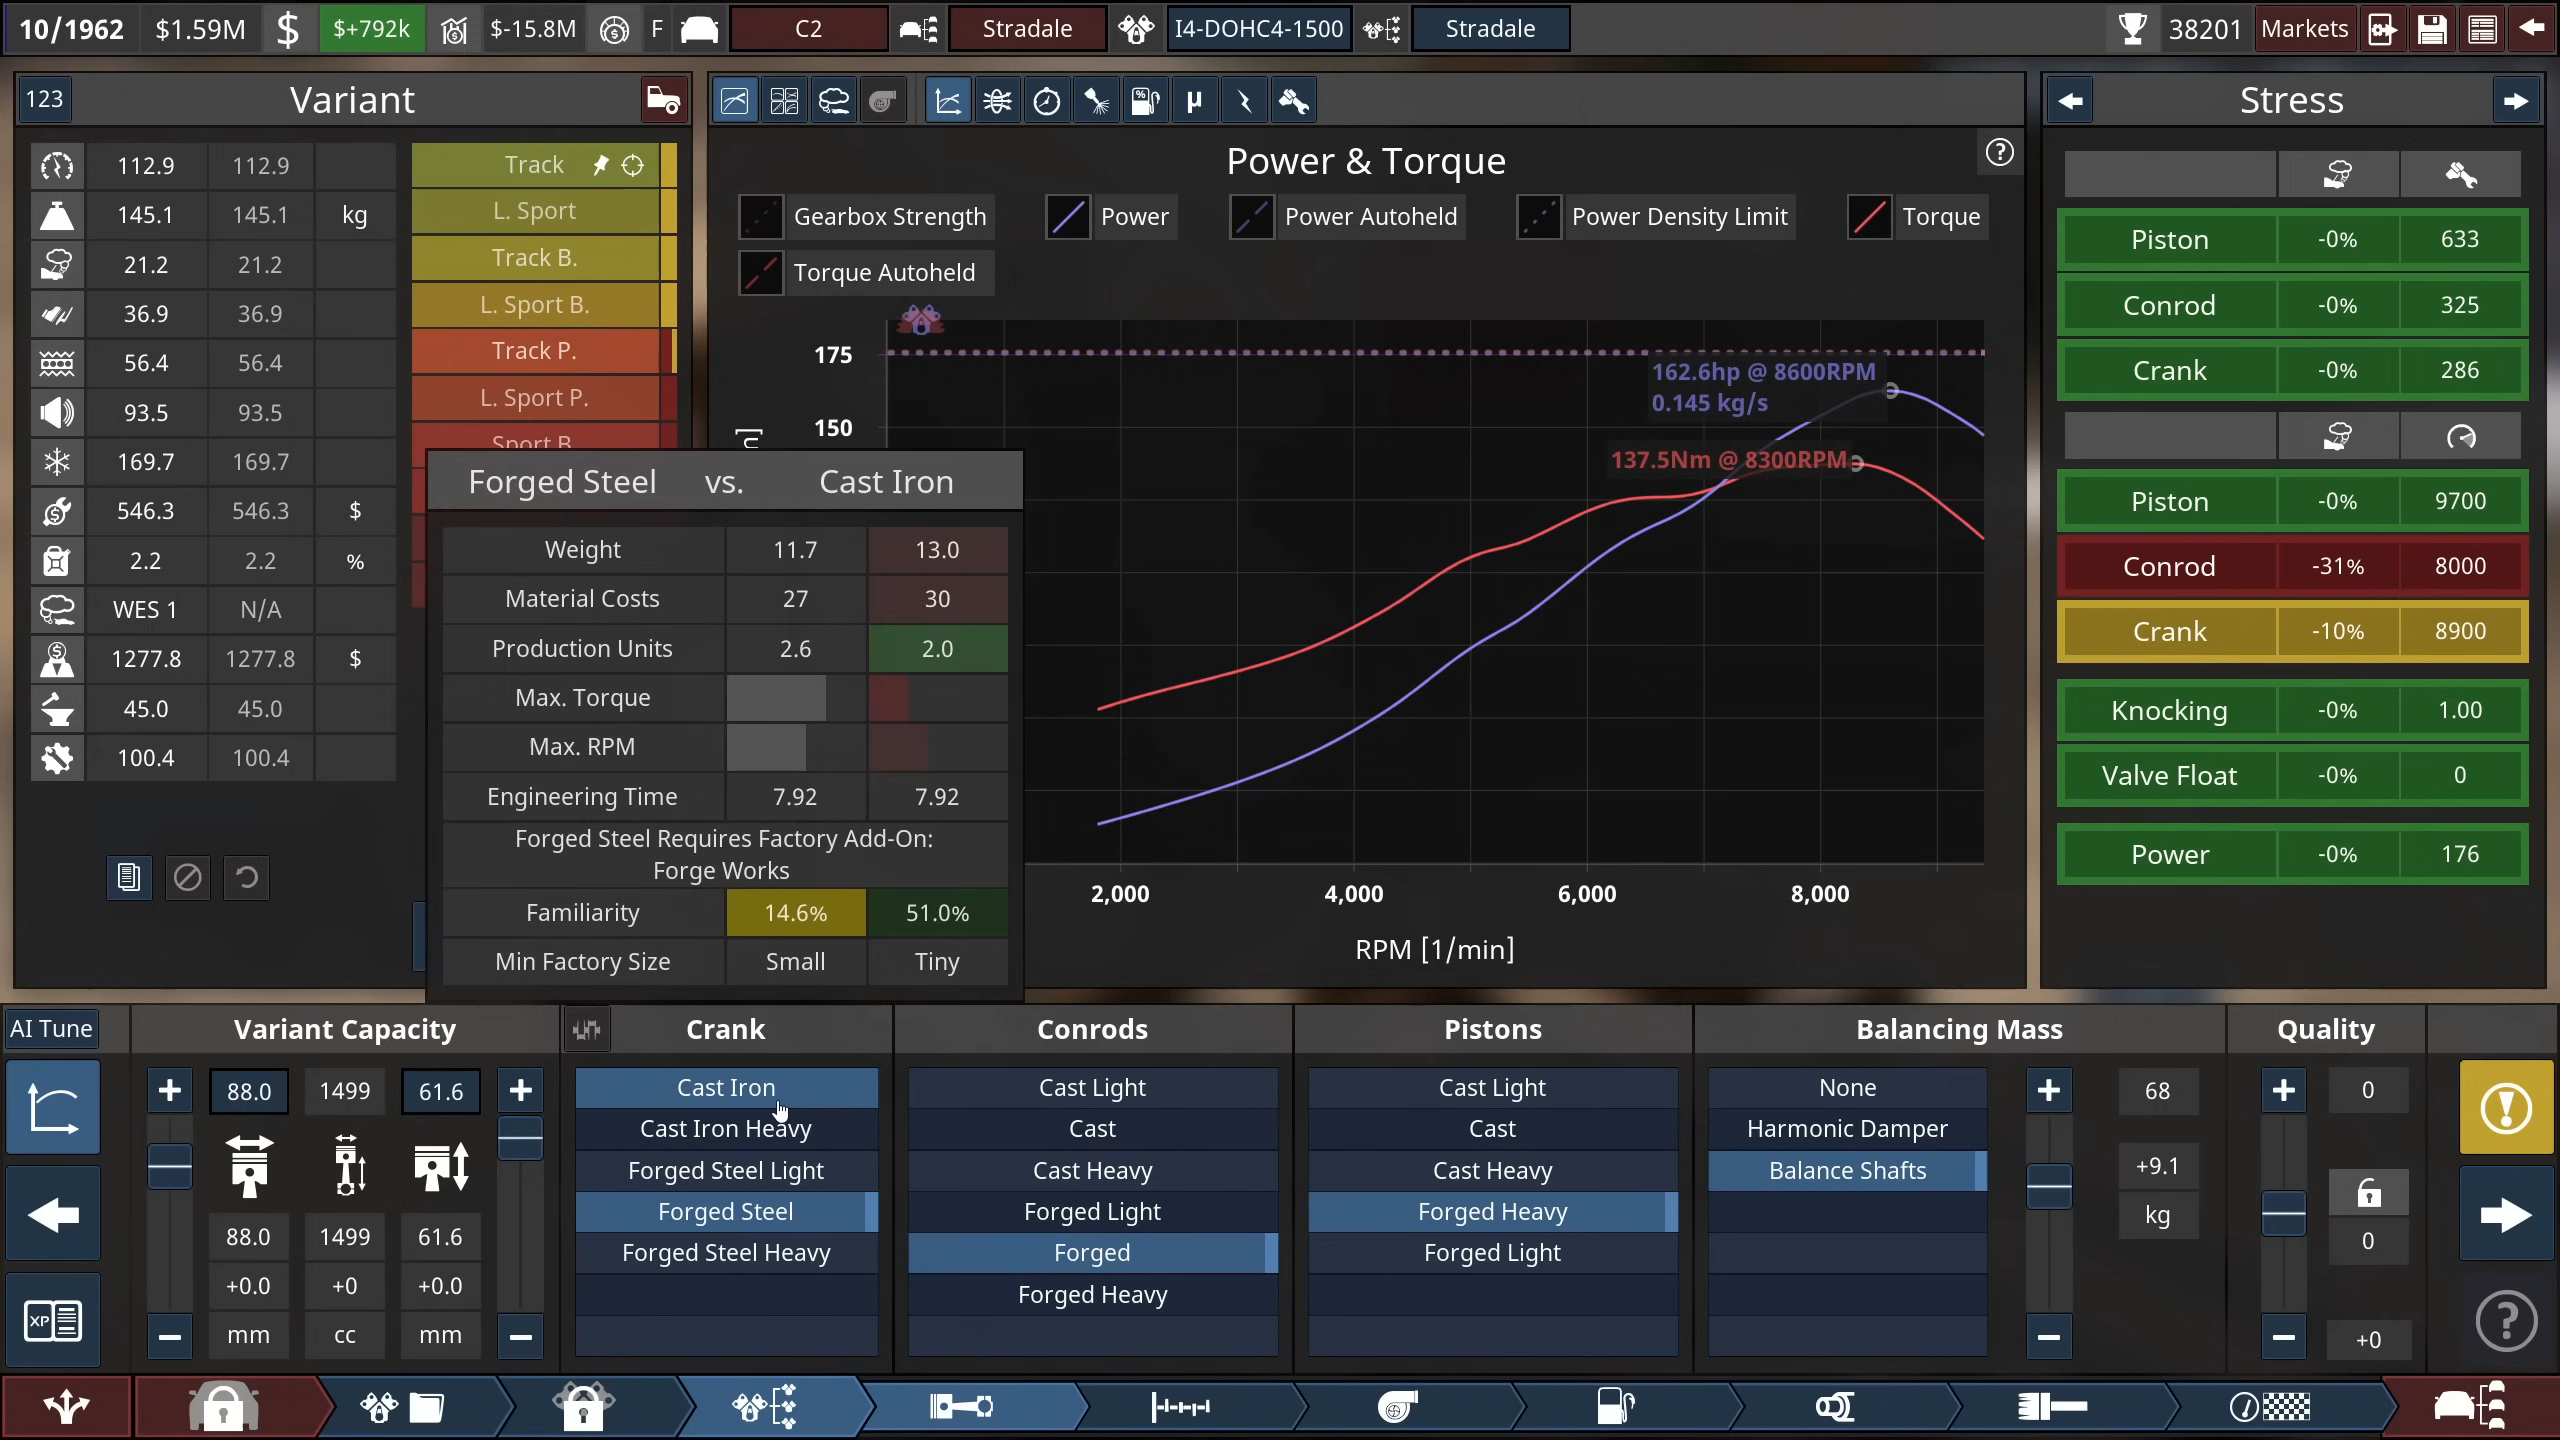 10/1962 $1.59M $+792k $-15.8M F C2 Stradale I4-DOHC4-1500 Stradale 38201 Markets
123 Variant
112.9 112.9
145.1 145.1 kg
21.2 21.2
36.9 36.9
56.4 56.4
93.5 93.5
169.7 169.7
546.3 546.3 $
2.2 2.2 %
WES 1 N/A
1277.8 1277.8 $
45.0 45.0
100.4 100.4
Track
L. Sport
Track B.
L. Sport B.
Track P.
L. Sport P.
Sport B.
Power & Torque
?
Gearbox Strength Power Power Autoheld Power Density Limit Torque
Torque Autoheld
175
150
162.6hp @ 8600RPM
0.145 kg/s
137.5Nm @ 8300RPM
2,000 4,000 6,000 8,000
RPM [1/min]
Forged Steel vs. Cast Iron
Weight 11.7 13.0
Material Costs 27 30
Production Units 2.6 2.0
Max. Torque
Max. RPM
Engineering Time 7.92 7.92
Forged Steel Requires Factory Add-On:
Forge Works
Familiarity 14.6% 51.0%
Min Factory Size Small Tiny
Stress
Piston -0% 633
Conrod -0% 325
Crank -0% 286
Piston -0% 9700
Conrod -31% 8000
Crank -10% 8900
Knocking -0% 1.00
Valve Float -0% 0
Power -0% 176
AI Tune
XP
Variant Capacity
88.0 1499 61.6
88.0 1499 61.6
+0.0 +0 +0.0
mm cc mm
Crank
Cast Iron
Cast Iron Heavy
Forged Steel Light
Forged Steel
Forged Steel Heavy
Conrods
Cast Light
Cast
Cast Heavy
Forged Light
Forged
Forged Heavy
Pistons
Cast Light
Cast
Cast Heavy
Forged Heavy
Forged Light
Balancing Mass
None
Harmonic Damper
Balance Shafts
68
+9.1
kg
Quality
0
0
+0
?